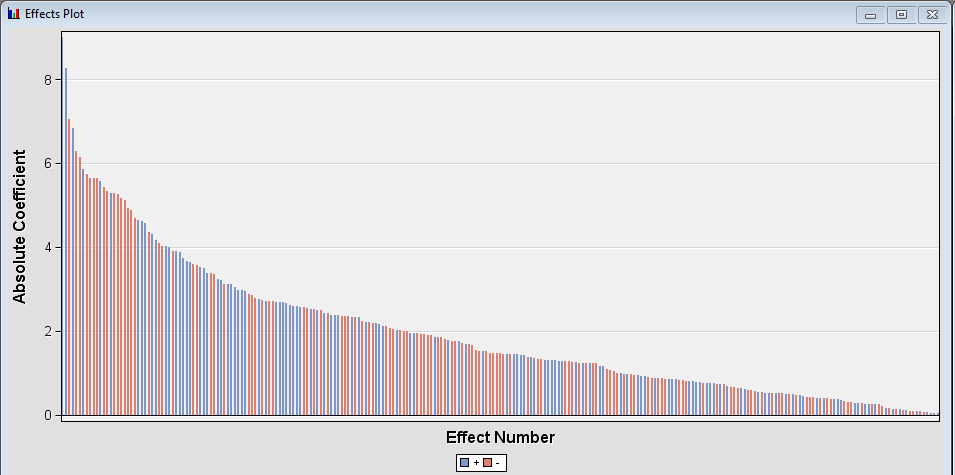 Effects Plot
Absolute Coefficient
8
6
4
2
0
Effect Number
+ -